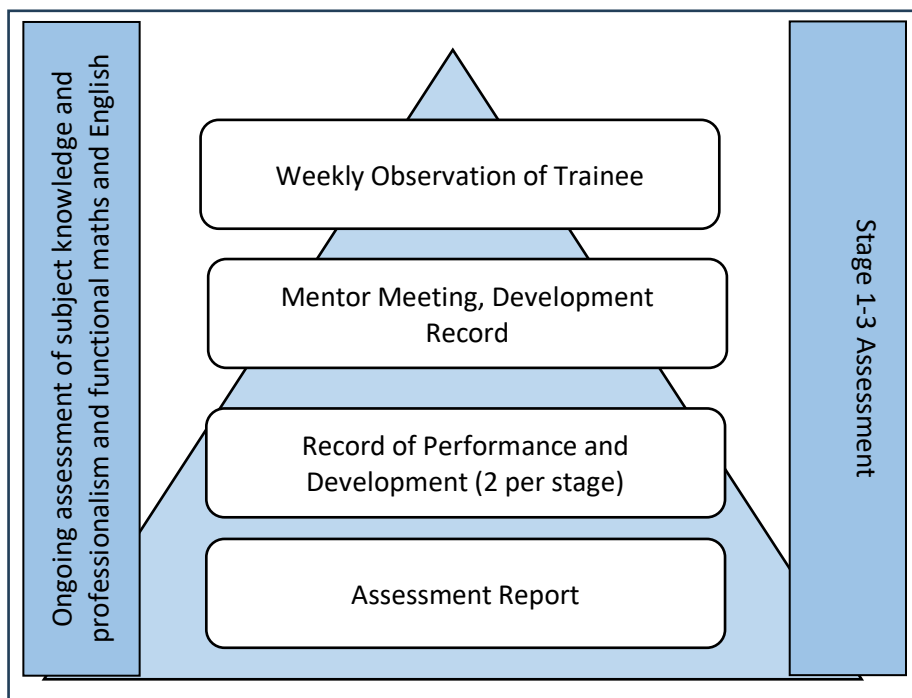 Ongoing assessment of subject knowledge and
professionalism and functional maths and English
Weekly Observation of Trainee
Mentor Meeting, Development
Record
Record of Performance and
Development (2 per stage)
Assessment Report
Stage 1-3 Assessment